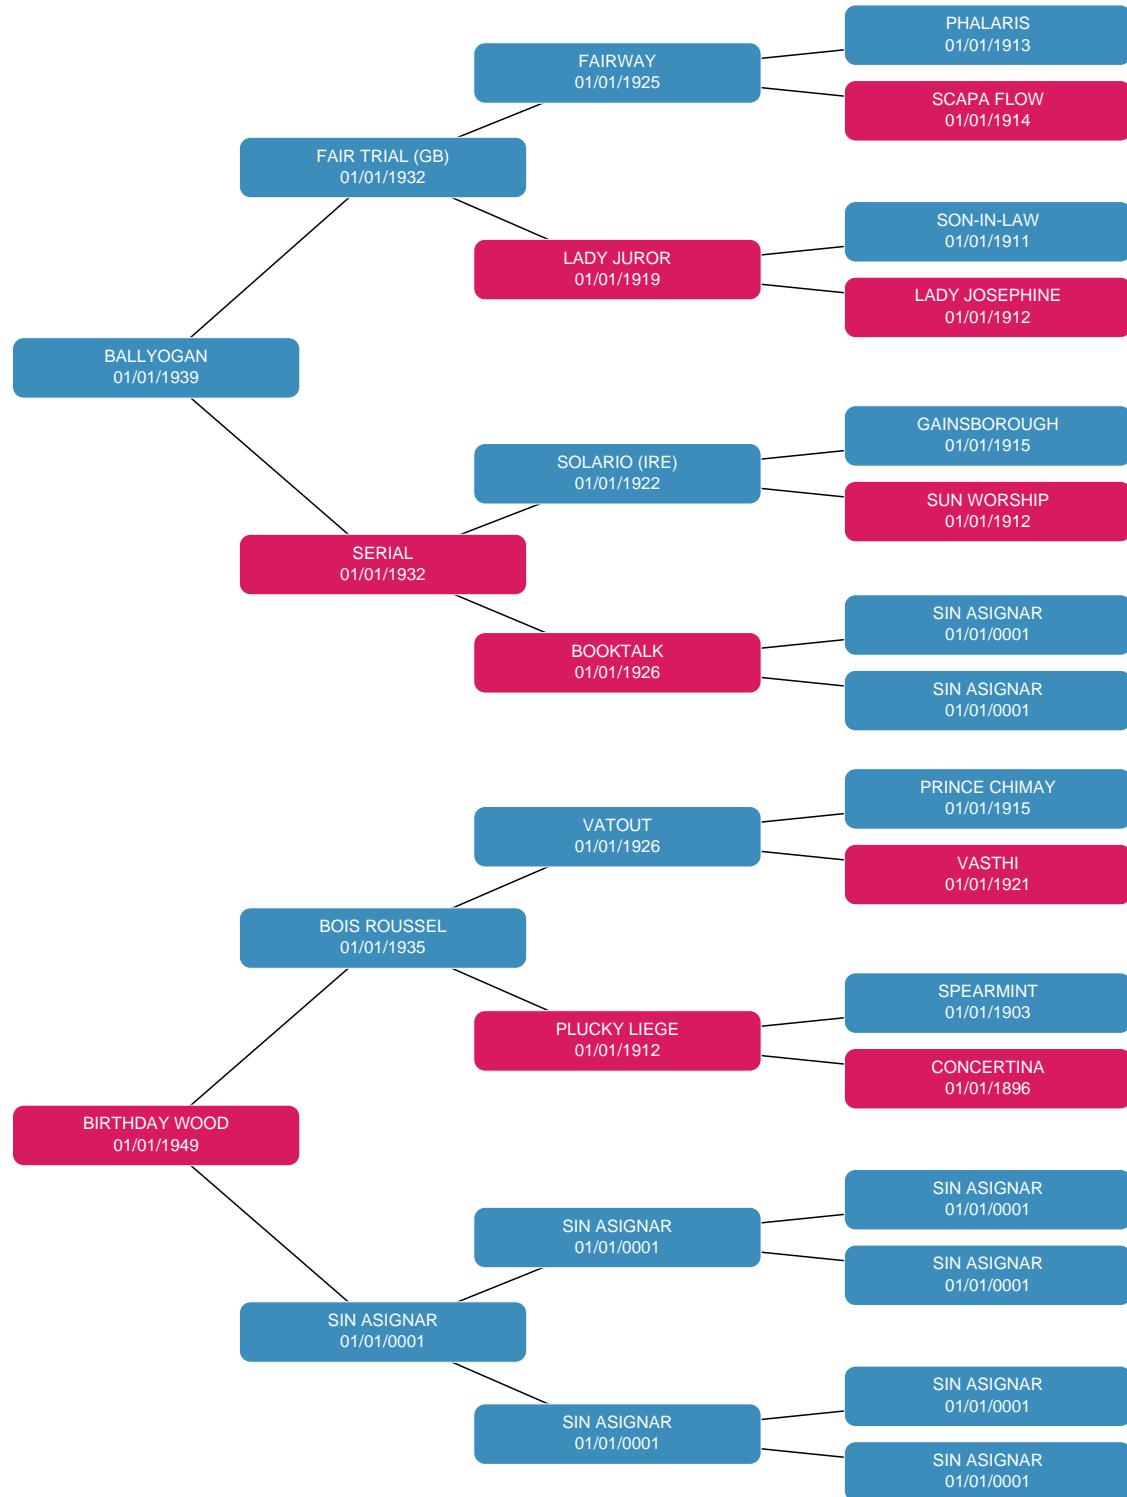 PHALARIS
01/01/1913
FAIRWAY
01/01/1925
SCAPA FLOW
01/01/1914
FAIR TRIAL (GB)
01/01/1932
SON-IN-LAW
01/01/1911
LADY JUROR
01/01/1919
LADY JOSEPHINE
01/01/1912
BALLYOGAN
01/01/1939
GAINSBOROUGH
01/01/1915
SOLARIO (IRE)
01/01/1922
SUN WORSHIP
01/01/1912
SERIAL
01/01/1932
SIN ASIGNAR
01/01/0001
BOOKTALK
01/01/1926
SIN ASIGNAR
01/01/0001
PRINCE CHIMAY
01/01/1915
VATOUT
01/01/1926
VASTHI
01/01/1921
BOIS ROUSSEL
01/01/1935
SPEARMINT
01/01/1903
PLUCKY LIEGE
01/01/1912
CONCERTINA
01/01/1896
BIRTHDAY WOOD
01/01/1949
SIN ASIGNAR
01/01/0001
SIN ASIGNAR
01/01/0001
SIN ASIGNAR
01/01/0001
SIN ASIGNAR
01/01/0001
SIN ASIGNAR
01/01/0001
SIN ASIGNAR
01/01/0001
SIN ASIGNAR
01/01/0001